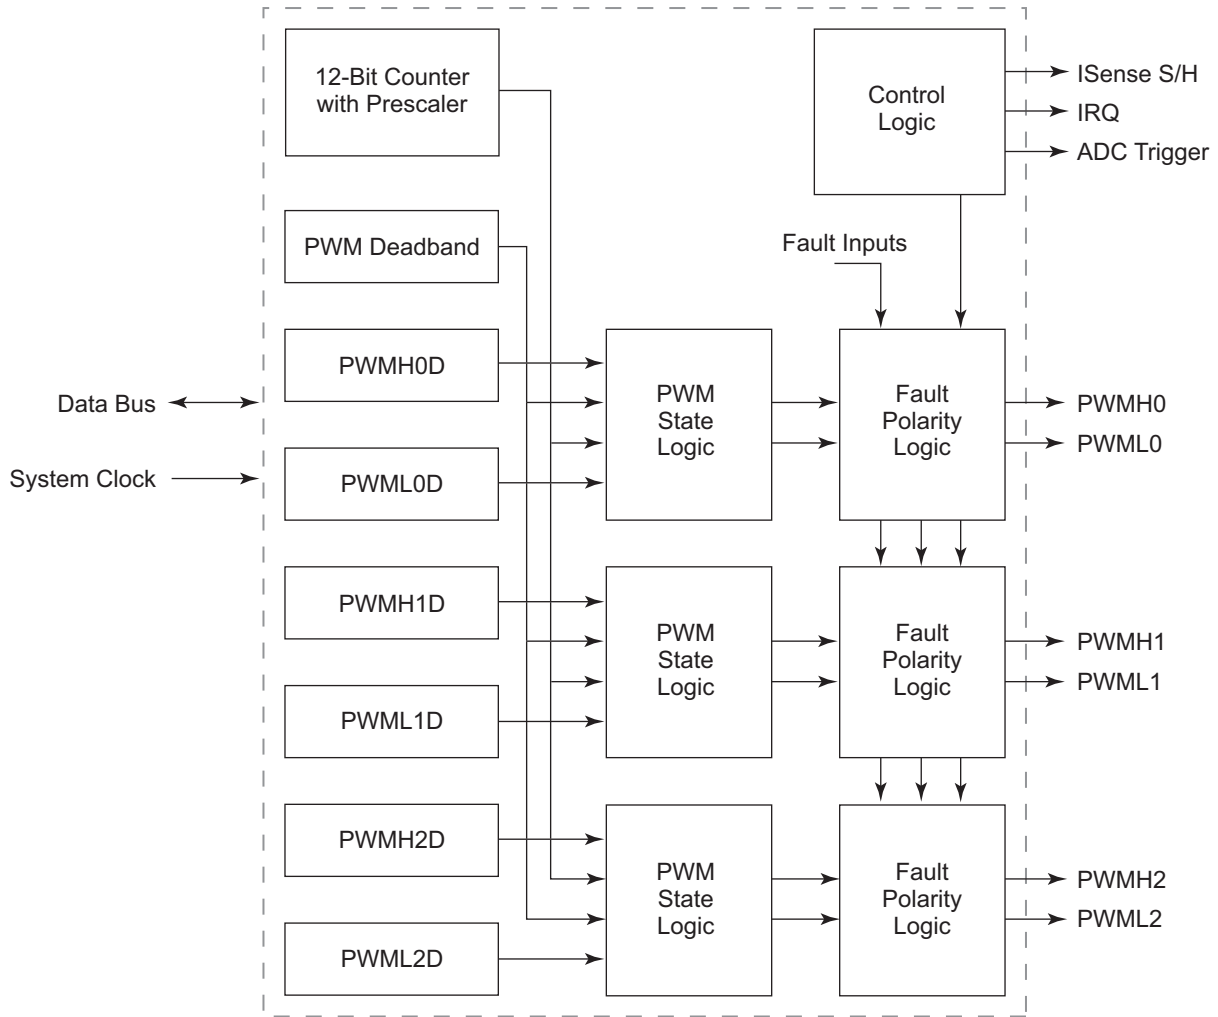 12-Bit Counter
with Prescaler
Control
Logic
ISense S/H
IRQ
ADC Trigger
PWM Deadband
Fault Inputs
PWMH0D
PWM
State
Logic
Fault
Polarity
Logic
Data Bus
PWMH0
PWML0
System Clock
PWML0D
PWMH1D
PWM
State
Logic
Fault
Polarity
Logic
PWMH1
PWML1
PWML1D
PWMH2D
PWM
State
Logic
Fault
Polarity
Logic
PWMH2
PWML2
PWML2D